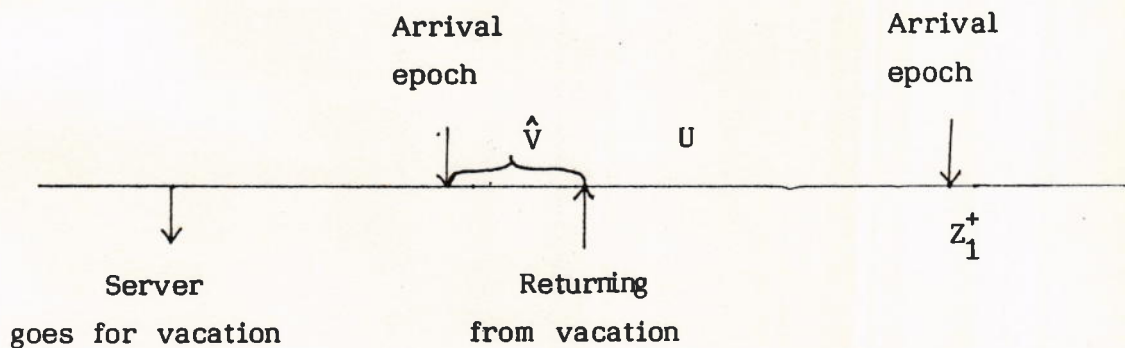 Arrival
epoch
Arrival
epoch
V̂
U
Z₁⁺
Server
goes for vacation
Returning
from vacation